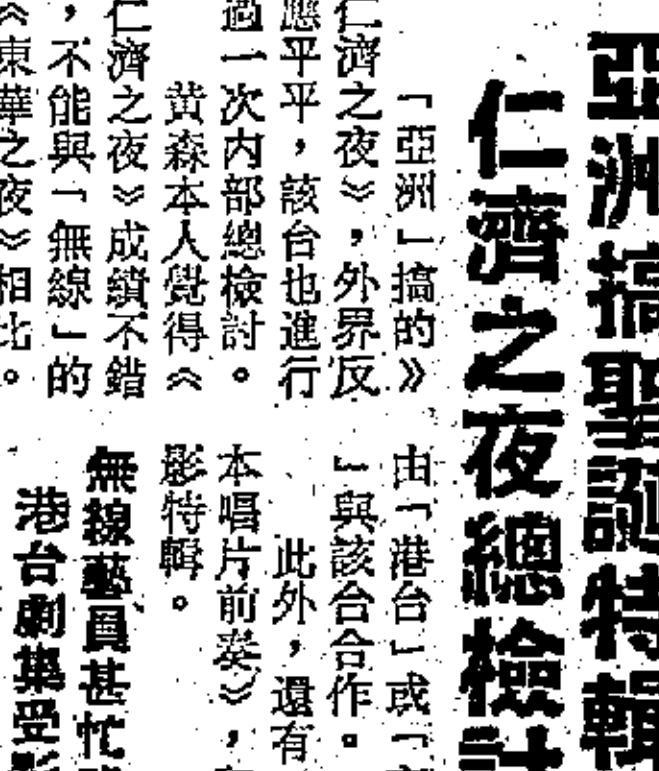 亞洲搞聖誕特輯
仁濟之夜總檢討
「亞洲」搞的》
仁濟之夜》,外界反
應平平,該台也進行
過一次内部總檢討。
黃森本人覺得《
仁濟之夜》成績不錯
,不能與「無線」的
《東華之夜》相比。
由「港台」或「
」與該合合作。
此外,還有
本唱片前奏》,
影特輯。
無線藝員甚忙
港台劇集受